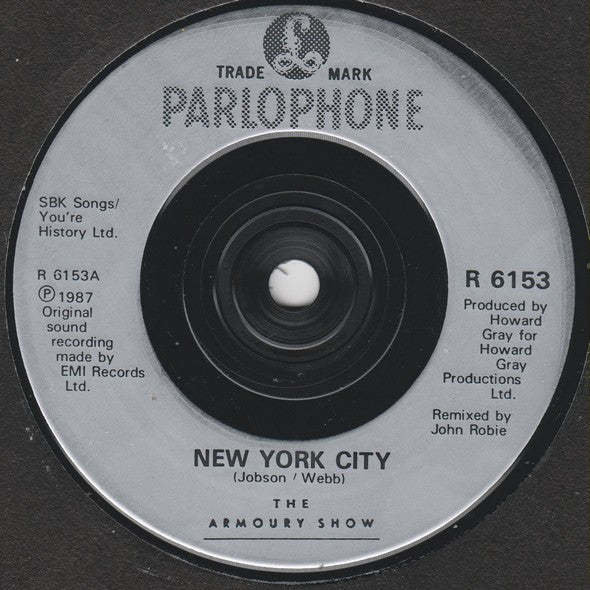 TRADE MARK
PARLOPHONE
SBK Songs/
You're
History Ltd.
R 6153A
Ⓟ1987
Original
sound
recording
made by
EMI Records
Ltd.
R 6153
Produced by
Howard
Gray for
Howard
Gray
Productions
Ltd.
Remixed by
John Robie
NEW YORK CITY
(Jobson / Webb)
THE
ARMOURY SHOW